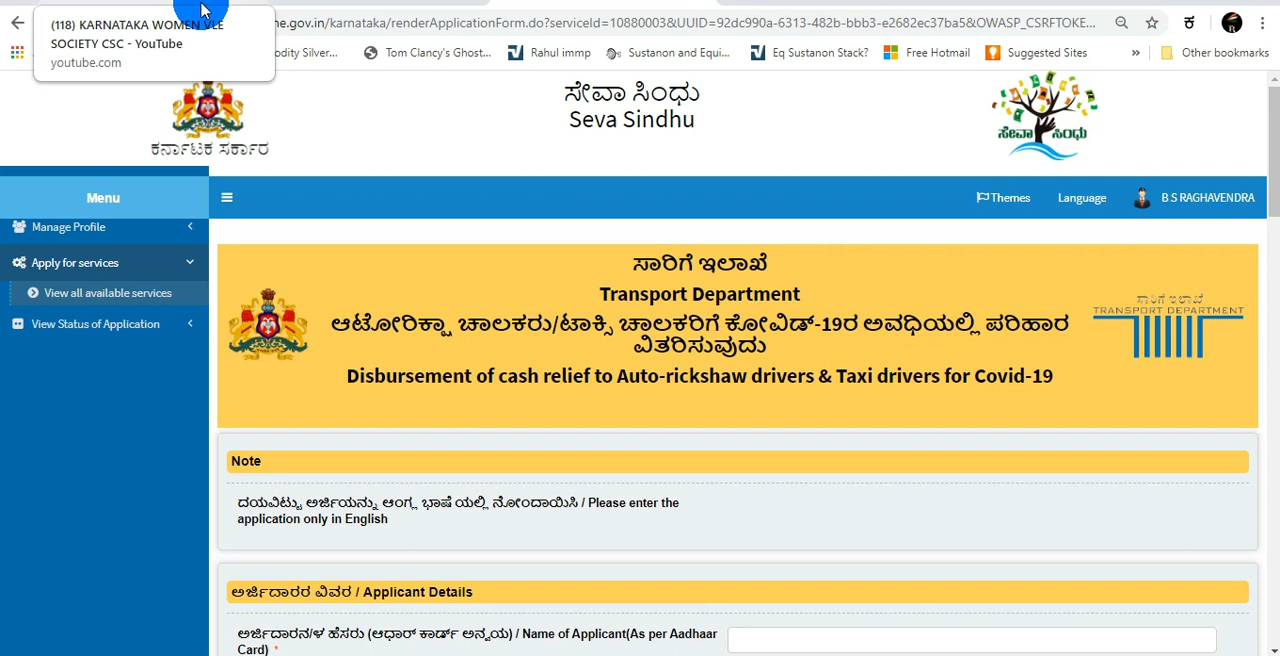 (118) KARNATAKA WOMEN VLE
SOCIETY CSC - YouTube
youtube.com
ne.gov.in/karnataka/renderApplicationForm.do?serviceId=10880003&UUID=92dc990a-6313-482b-bbb3-e2682ec37ba5&OWASP_CSRFTOKE...
odity Silver... Tom Clancy's Ghost... Rahul immp Sustanon and Equi... Eq Sustanon Stack? Free Hotmail Suggested Sites » Other bookmarks
ಕರ್ನಾಟಕ ಸರ್ಕಾರ
ಸೇವಾ ಸಿಂಧು
Seva Sindhu
ಸೇವಾ ಸಿಂಧು
Menu
Themes Language B S RAGHAVENDRA
Manage Profile
Apply for services
View all available services
View Status of Application
ಸಾರಿಗೆ ಇಲಾಖೆ
Transport Department
ಆಟೋರಿಕ್ಷಾ ಚಾಲಕರು/ಟಾಕ್ಸಿ ಚಾಲಕರಿಗೆ ಕೋವಿಡ್-19ರ ಅವಧಿಯಲ್ಲಿ ಪರಿಹಾರ
ವಿತರಿಸುವುದು
Disbursement of cash relief to Auto-rickshaw drivers & Taxi drivers for Covid-19
ಸಾರಿಗೆ ಇಲಾಖೆ
TRANSPORT DEPARTMENT
Note
ದಯವಿಟ್ಟು ಅರ್ಜಿಯನ್ನು ಆಂಗ್ಲ ಭಾಷೆಯಲ್ಲಿ ನೋಂದಾಯಿಸಿ / Please enter the
application only in English
ಅರ್ಜಿದಾರರ ವಿವರ / Applicant Details
ಅರ್ಜಿದಾರನ/ಳ ಹೆಸರು (ಆಧಾರ್ ಕಾರ್ಡ್ ಅನ್ವಯ) / Name of Applicant(As per Aadhaar
Card) *